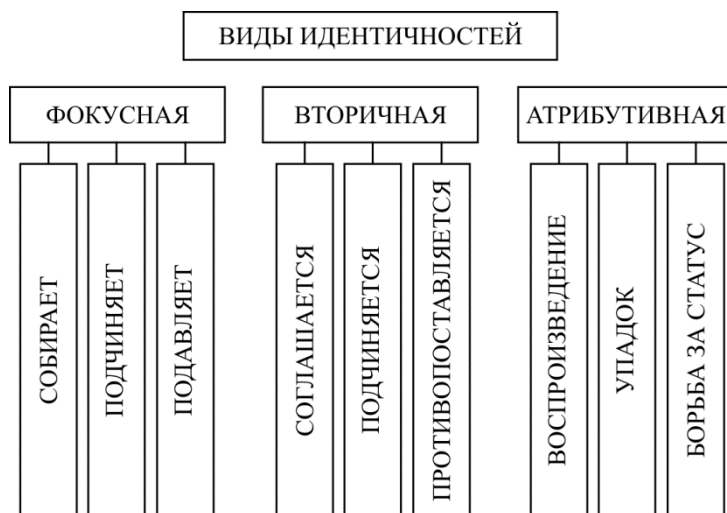 ВИДЫ ИДЕНТИЧНОСТЕЙ
ФОКУСНАЯ
ВТОРИЧНАЯ
АТРИБУТИВНАЯ
СОБИРАЕТ
ПОДЧИНЯЕТ
ПОДАВЛЯЕТ
СОГЛАШАЕТСЯ
ПОДЧИНЯЕТСЯ
ПРОТИВОПОСТАВЛЯЕТСЯ
ВОСПРОИЗВЕДЕНИЕ
УПАДОК
БОРЬБА ЗА СТАТУС